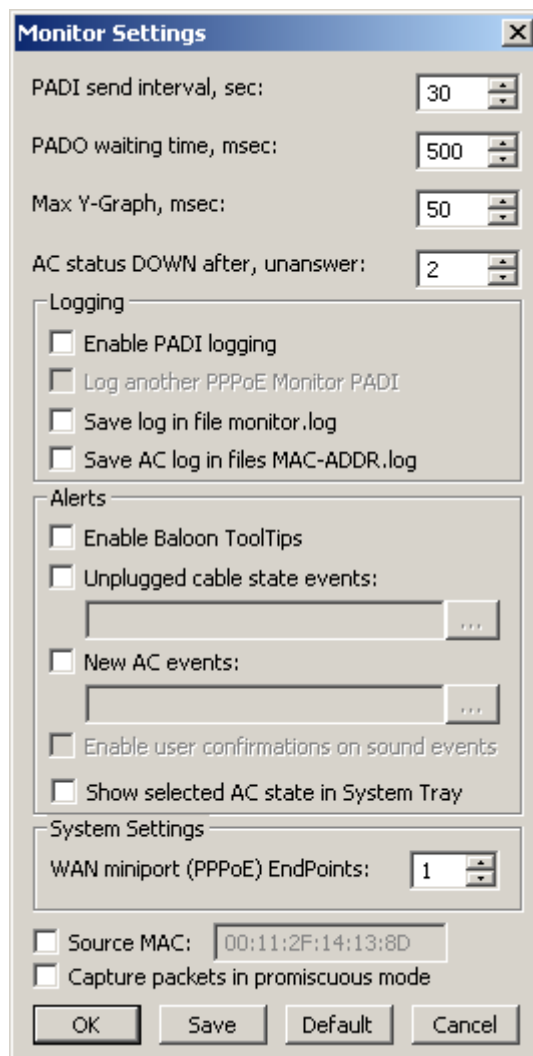 Monitor Settings
PADI send interval, sec: 30
PADO waiting time, msec: 500
Max Y-Graph, msec: 50
AC status DOWN after, unanswer: 2
Logging
Enable PADI logging
Log another PPPoE Monitor PADI
Save log in file monitor.log
Save AC log in files MAC-ADDR.log
Alerts
Enable Baloon ToolTips
Unplugged cable state events:
...
New AC events:
...
Enable user confirmations on sound events
Show selected AC state in System Tray
System Settings
WAN miniport (PPPoE) EndPoints: 1
Source MAC: 00:11:2F:14:13:8D
Capture packets in promiscuous mode
OK Save Default Cancel